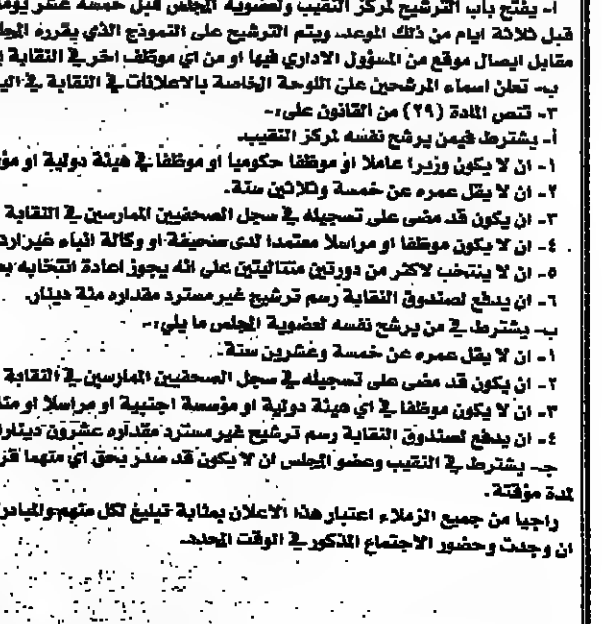 أ- يفتح باب الترشيح لمركز النقيب ولعضوية المجلس قبل خمسة عشر يوما
قبل ثلاثة ايام من ذلك الموعد. ويتم الترشيح على النموذج الذي يقرره
مقابل ايصال موقع من المسؤول الاداري فيها او من اي موظف اخر في النقابة
ب- تعلن اسماء المرشحين على اللوحة الخاصة بالاعلانات في النقابة في
٣- تنص المادة (٢٩) من القانون على:-
أ- يشترط فيمن يرشح نفسه لمركز النقيب.
١- ان لا يكون وزيرا عاملا او موظفا حكوميا او موظفا في هيئة دولية او
٢- ان لا يقل عمره عن خمسة وثلاثين سنة.
٣- ان يكون قد مضى على تسجيله في سجل الصحفيين الممارسين في النقابة
٤- ان لا يكون موظفا او مراسلا معتمدا لدى صحيفة او وكالة انباء غير
٥- ان لا ينتخب لاكثر من دورتين متتاليتين على انه يجوز اعادة انتخابه
٦- ان يدفع لصندوق النقابة رسم ترشيح غير مسترد مقداره مئة دينار.
ب- يشترط في من يرشح نفسه لعضوية المجلس ما يلي:-
١- ان لا يقل عمره عن خمسة وعشرين سنة.
٢- ان يكون قد مضى على تسجيله في سجل الصحفيين الممارسين في النقابة
٣- ان لا يكون موظفا في اي هيئة دولية او مؤسسة اجنبية او مراسلا او
٤- ان يدفع لصندوق النقابة رسم ترشيح غير مسترد مقداره عشرون
جـ- يشترط في النقيب وعضو المجلس ان لا يكون قد صدر بحق اي منهما
لمدة مؤقتة.
راجيا من جميع الزملاء اعتبار هذا الاعلان بمثابة تبليغ لكل منهم
ان وجدت وحضور الاجتماع المذكور في الوقت المحدد.